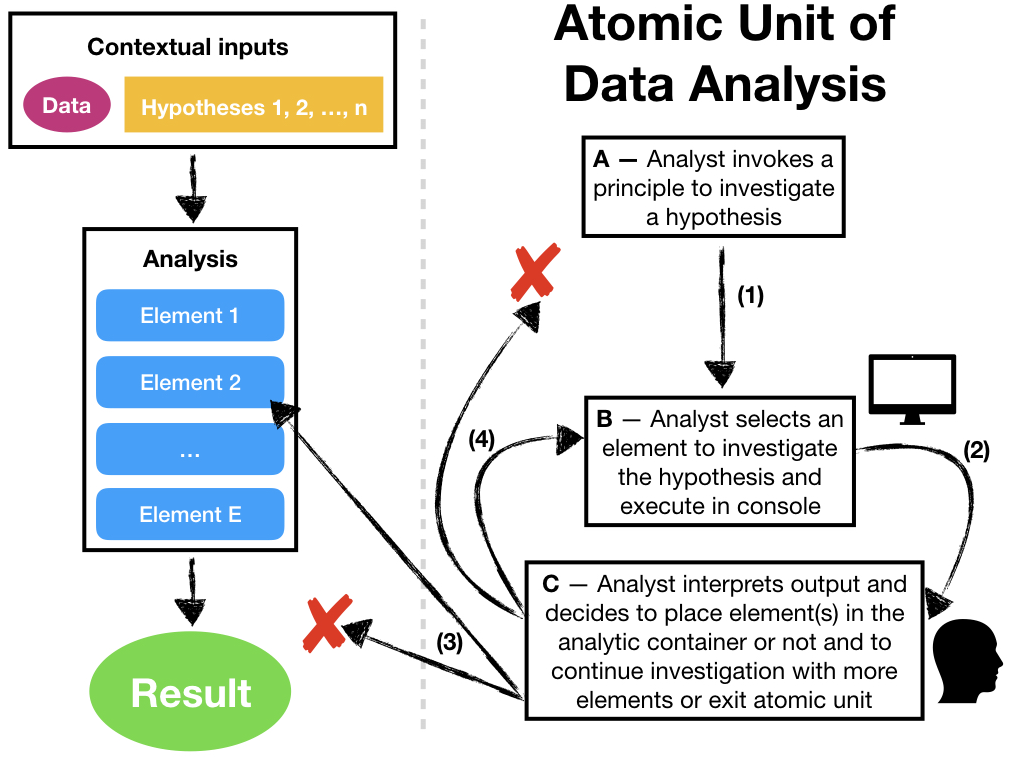 Contextual inputs
Data
Hypotheses 1, 2, …, n
Analysis
Element 1
Element 2
…
Element E
Result
Atomic Unit of
Data Analysis
A — Analyst invokes a
principle to investigate
a hypothesis
(1)
B — Analyst selects an
element to investigate
the hypothesis and
execute in console
(2)
(4)
C — Analyst interprets output and
decides to place element(s) in the
analytic container or not and to
continue investigation with more
elements or exit atomic unit
(3)